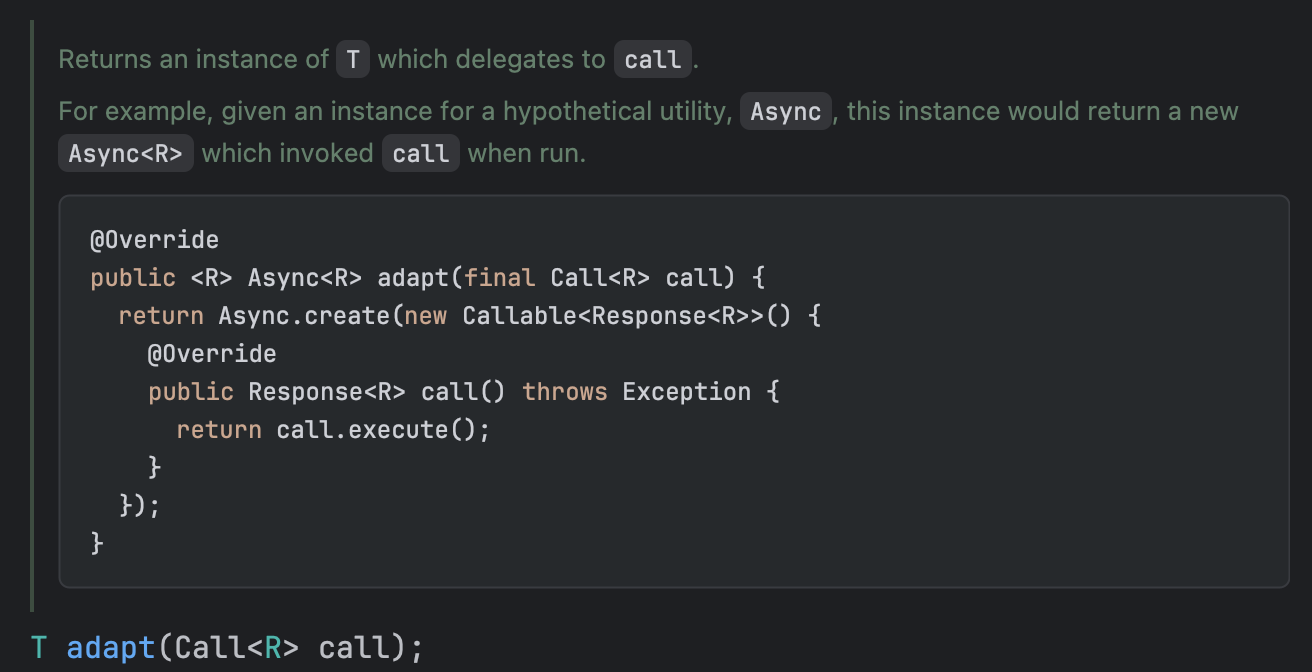 Returns an instance of T which delegates to call.
For example, given an instance for a hypothetical utility, Async, this instance would return a new
Async<R> which invoked call when run.
@Override
public <R> Async<R> adapt(final Call<R> call) {
  return Async.create(new Callable<Response<R>>() {
    @Override
    public Response<R> call() throws Exception {
      return call.execute();
    }
  });
}
T adapt(Call<R> call);